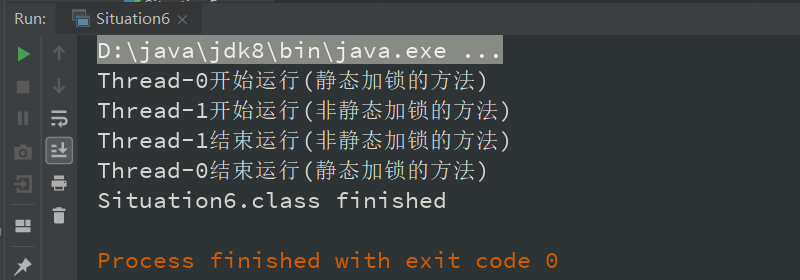 Run: Situation6 ×
D:\java\jdk8\bin\java.exe ...
Thread-0开始运行(静态加锁的方法)
Thread-1开始运行(非静态加锁的方法)
Thread-1结束运行(非静态加锁的方法)
Thread-0结束运行(静态加锁的方法)
Situation6.class finished
Process finished with exit code 0